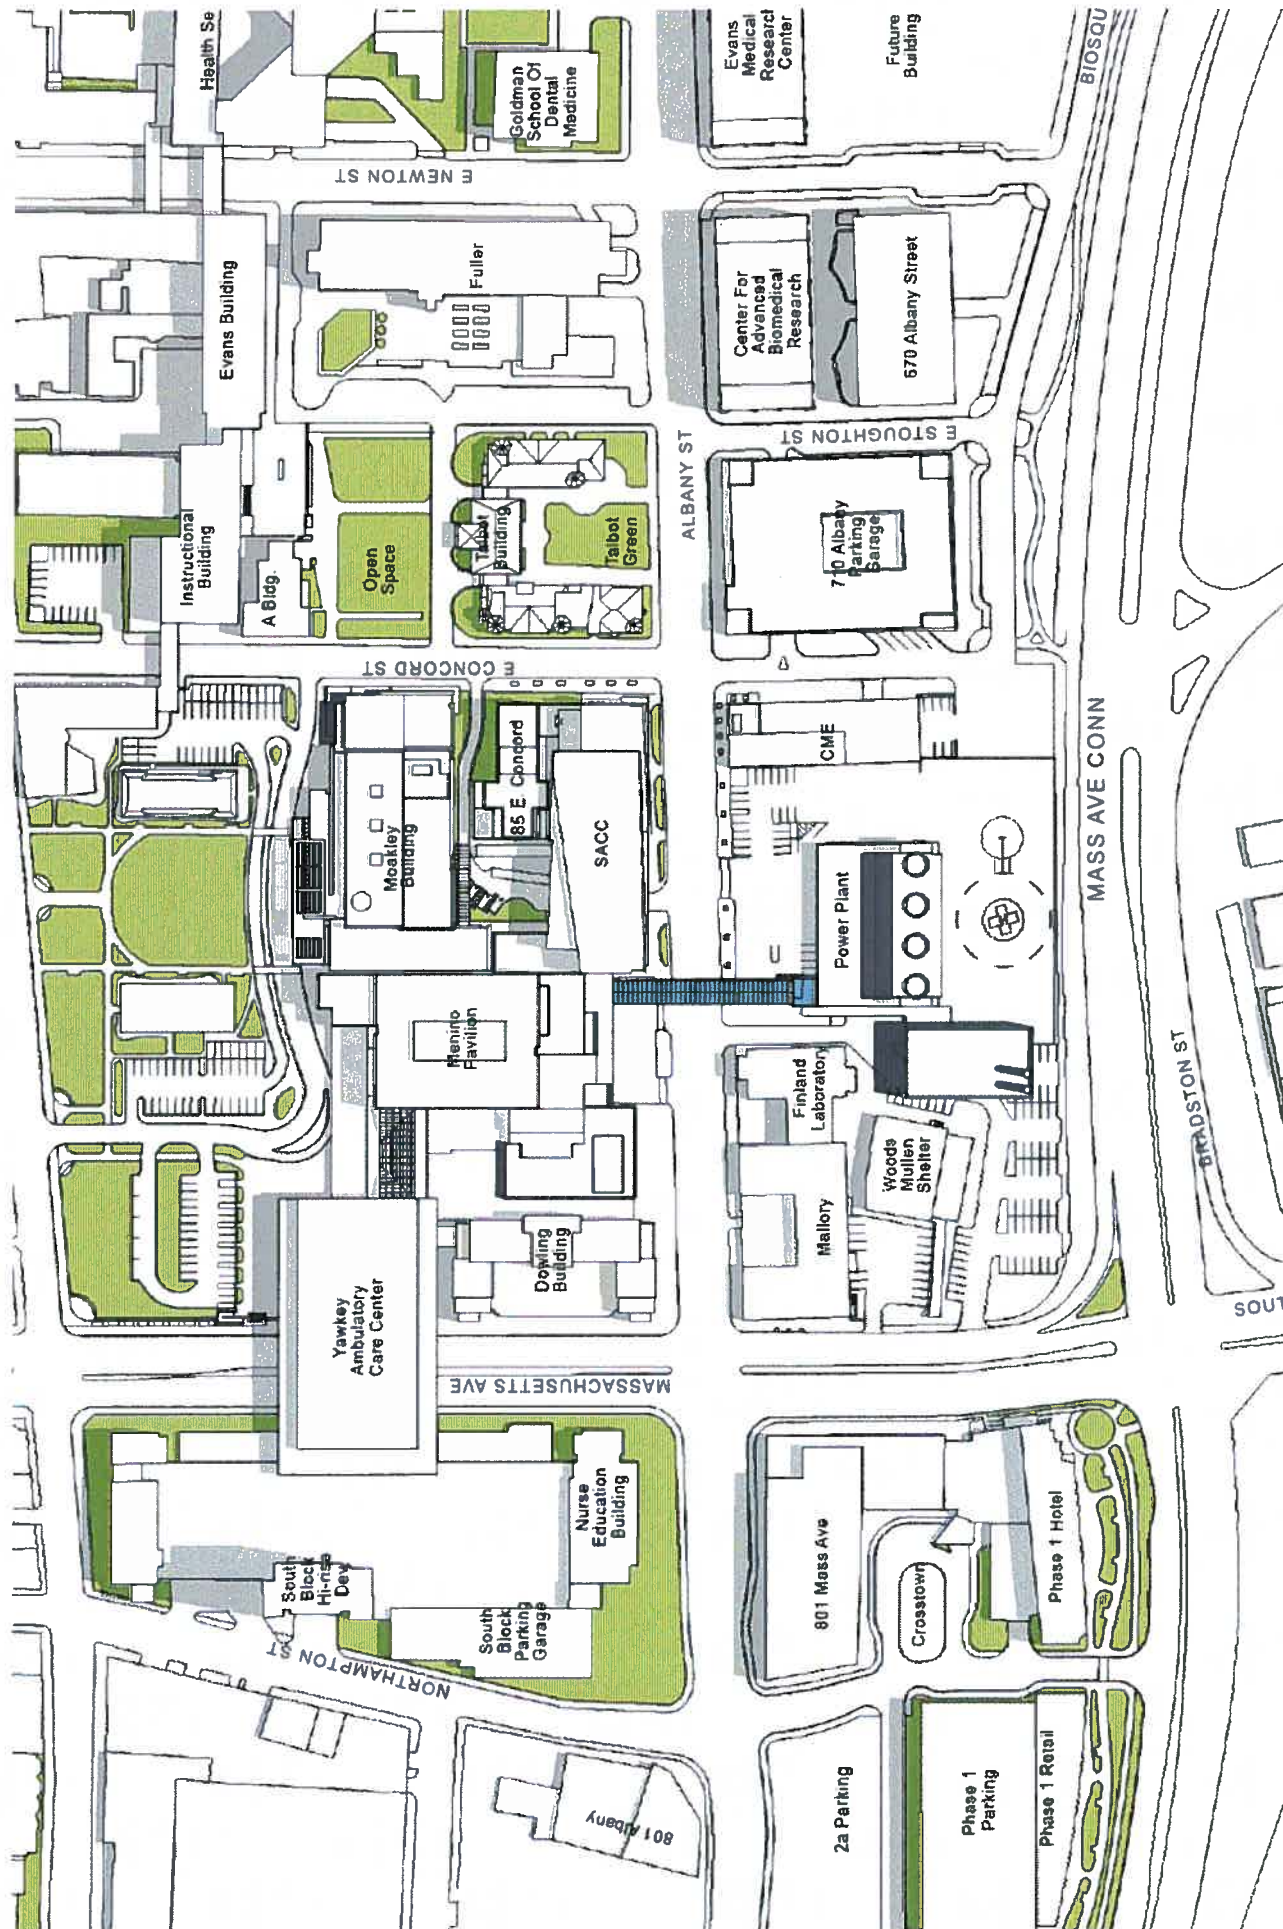 Health Se
Goldman
School Of
Dental
Medicine
Evans
Medical
Research
Center
Future
Building
BIOSQU
E NEWTON ST
Evans Building
Fuller
Center For
Advanced
Biomedical
Research
670 Albany Street
E STOUGHTON ST
ALBANY ST
Instructional
Building
A Bldg.
Open
Space
Talbot
Building
Talbot
Green
710 Albany
Parking
Garage
E CONCORD ST
Moakley
Building
85 E Concord
SACC
CME
MASS AVE CONN
Menino
Pavilion
Power Plant
Finland
Laboratory
Woods
Mullen
Shelter
BRADSTON ST
Mallory
Dowling
Building
Yawkey
Ambulatory
Care Center
SOUT
MASSACHUSETTS AVE
Nurse
Education
Building
South
Block
Hi-rise
Dev.
South
Block
Parking
Garage
NORTHAMPTON ST
801 Mass Ave
Crosstown
Phase 1 Hotel
801 Albany
2a Parking
Phase 1
Parking
Phase 1 Retail